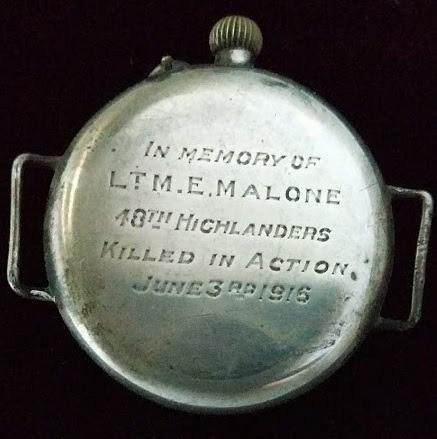 IN MEMORY OF
LT M.E. MALONE
48TH HIGHLANDERS
KILLED IN ACTION
JUNE 3RD 1916